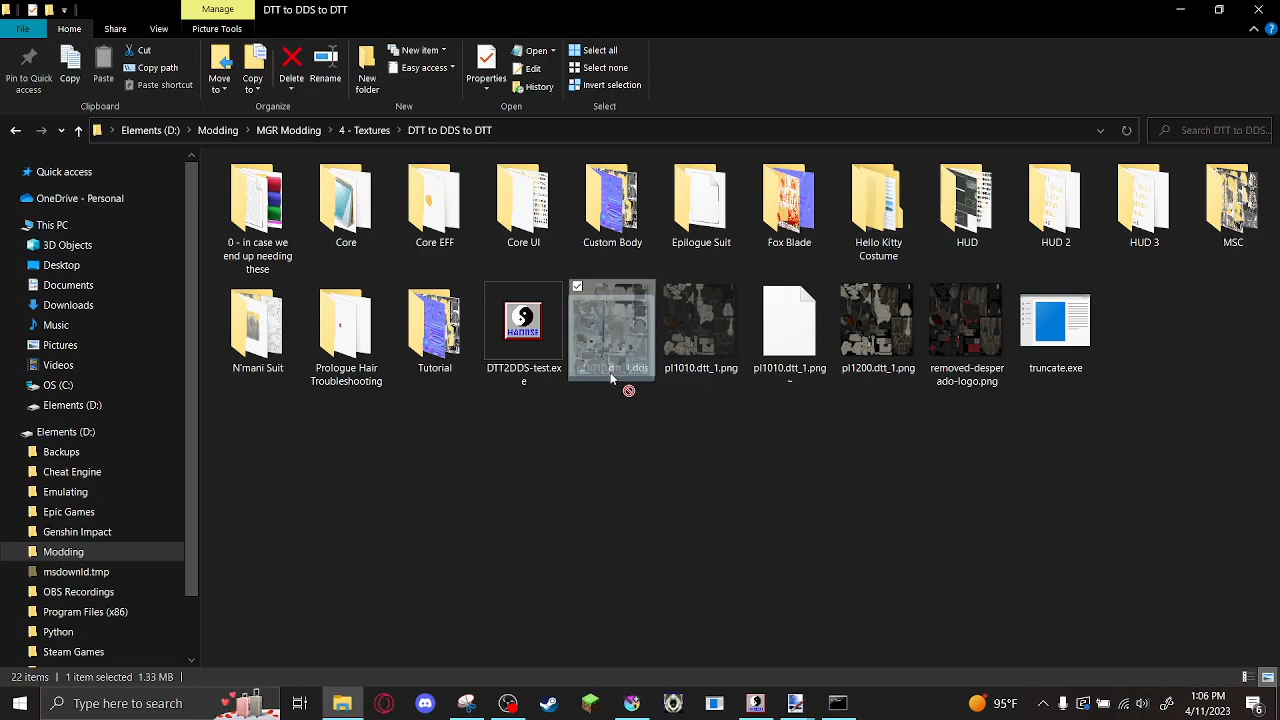 Manage
DTT to DDS to DTT
File
Home
Share
View
Picture Tools
Pin to Quick
access
Copy
Paste
Cut
Copy path
Paste shortcut
Clipboard
Move
to
Copy
to
Delete
Rename
Organize
New
folder
New item
Easy access
New
Properties
Open
Edit
History
Open
Select all
Select none
Invert selection
Select
Elements (D:) > Modding > MGR Modding > 4 - Textures > DTT to DDS to DTT
Search DTT to DDS...
Quick access
OneDrive - Personal
This PC
3D Objects
Desktop
Documents
Downloads
Music
Pictures
Videos
OS (C:)
Elements (D:)
Elements (D:)
Backups
Cheat Engine
Emulating
Epic Games
Genshin Impact
Modding
msdownld.tmp
OBS Recordings
Program Files (x86)
Python
Steam Games
0 - in case we
end up needing
these
Core
Core EFF
Core UI
Custom Body
Epilogue Suit
Fox Blade
Hello Kitty
Costume
HUD
HUD 2
HUD 3
MSC
N'mani Suit
Prologue Hair
Troubleshooting
Tutorial
HADOSF
DTT2DDS-test.ex
e
pl1010.dtt_1.dds
pl1010.dtt_1.png
pl1010.dtt_1.png
~
pl1200.dtt_1.png
removed-desper
ado-logo.png
truncate.exe
22 items
1 item selected 1.33 MB
Type here to search
95°F
1:06 PM
4/11/2023